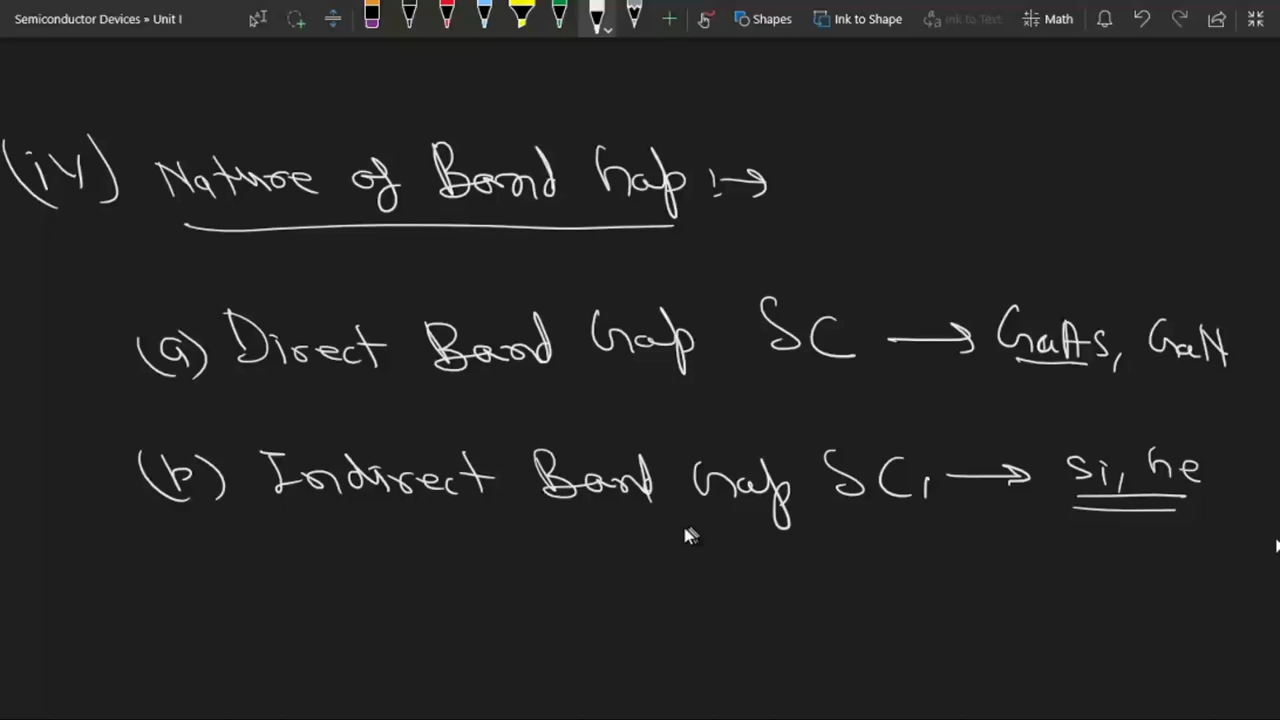 Semiconductor Devices » Unit I
Shapes
Ink to Shape
Ink to Text
Math
(iv) Nature of Band Gap :→
(a) Direct Band Gap SC → GaAs, GaN
(b) Indirect Band Gap SC, → Si, Ge